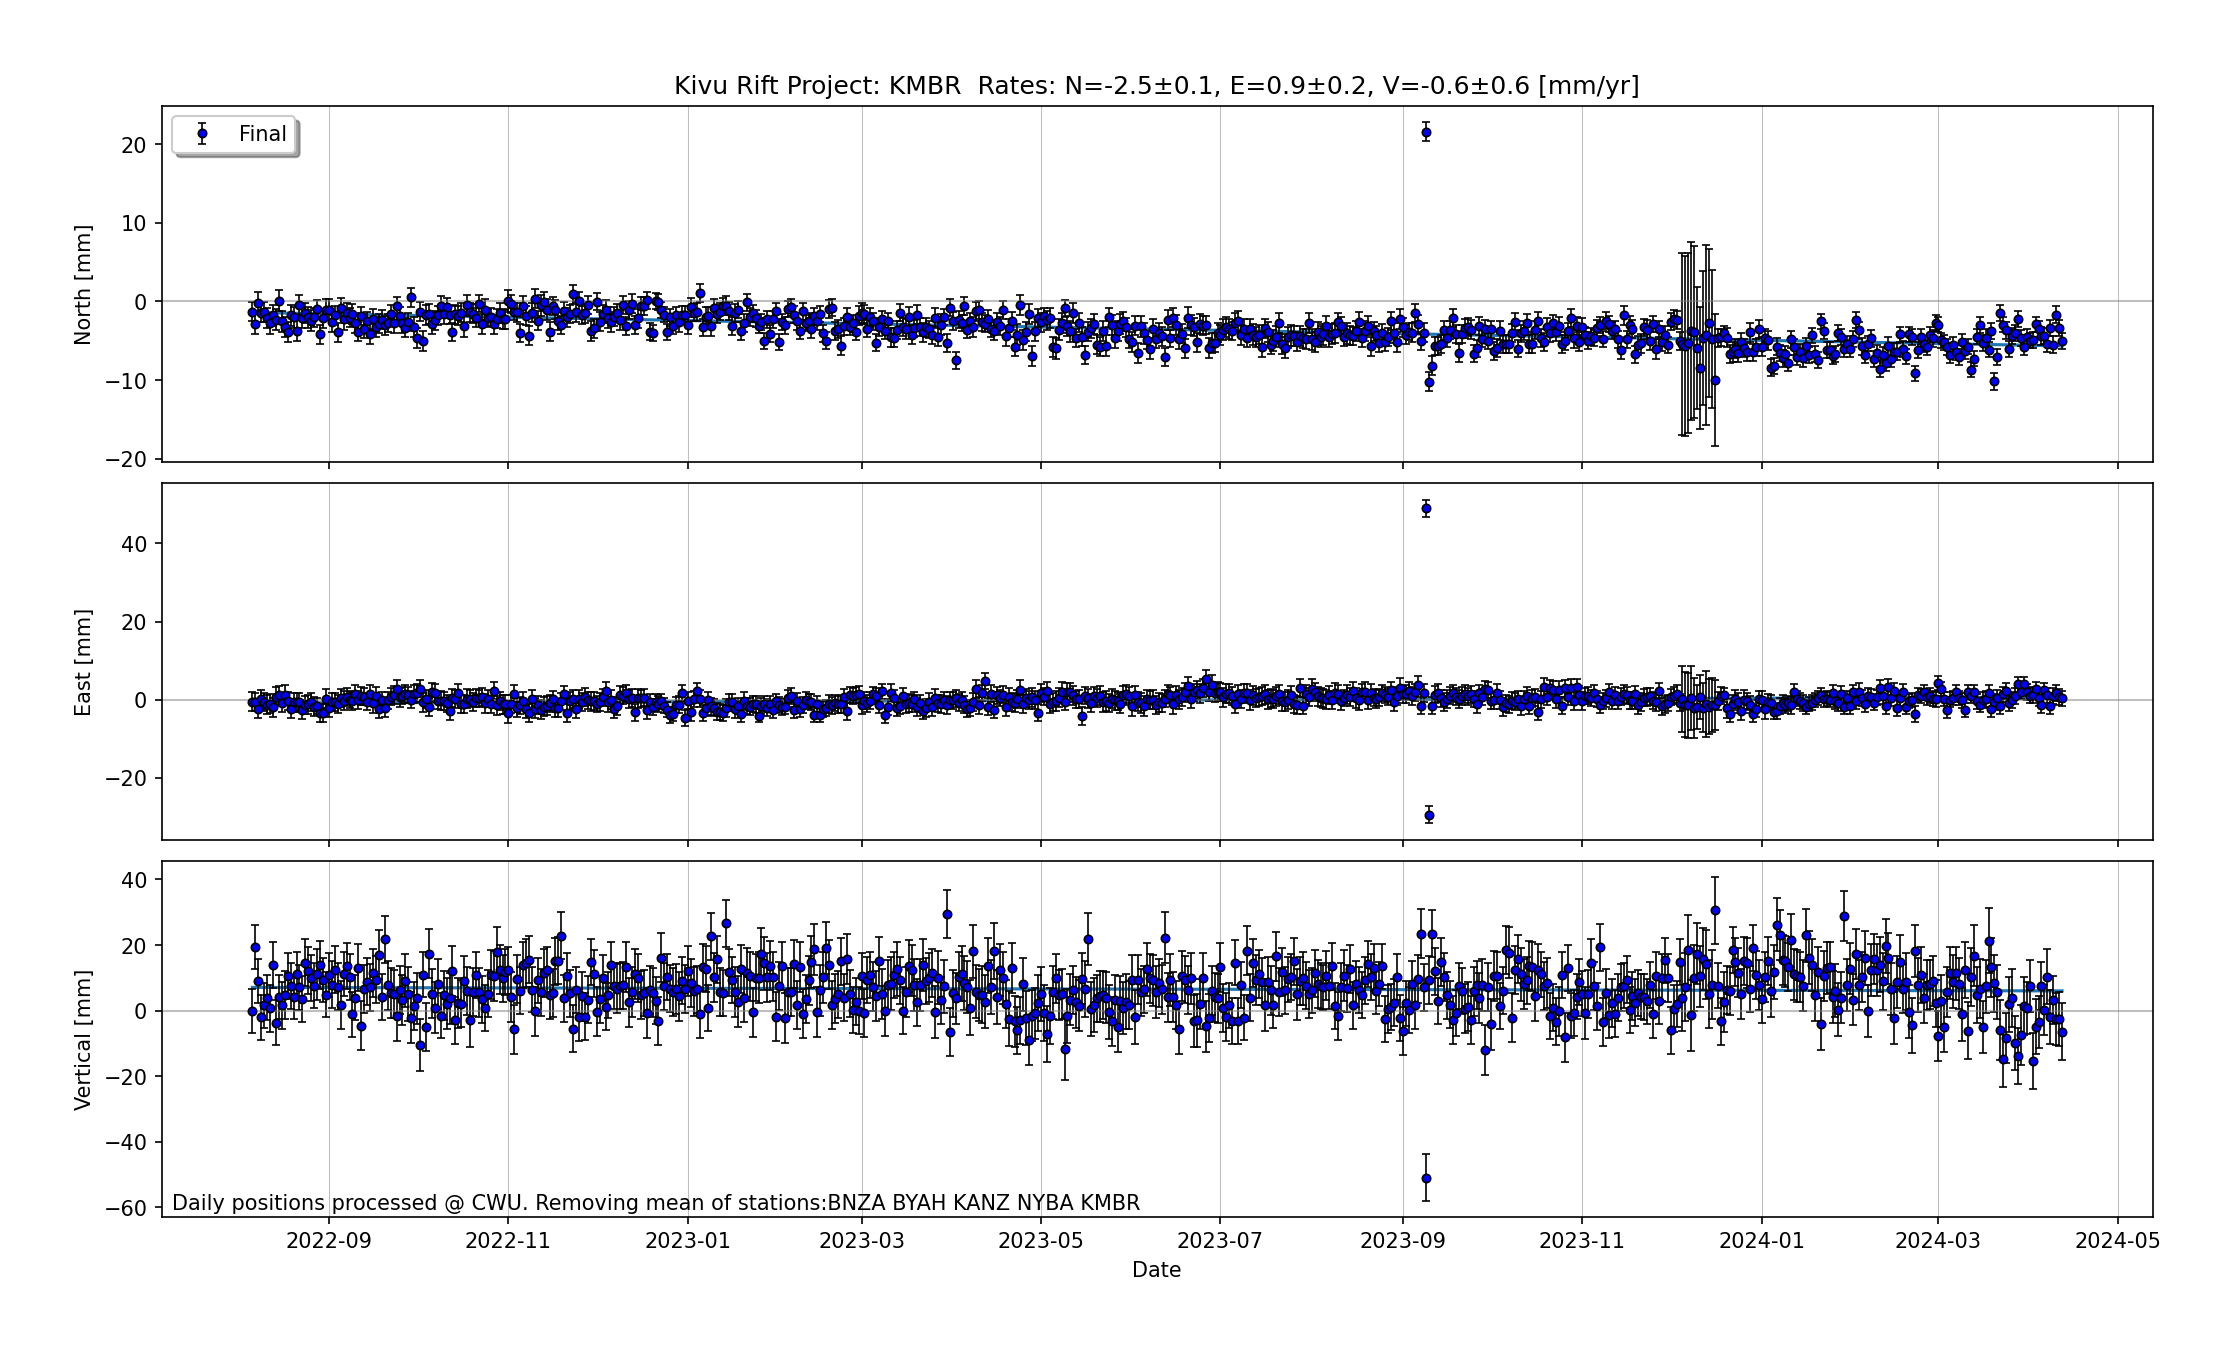 Kivu Rift Project: KMBR  Rates: N=-2.5±0.1, E=0.9±0.2, V=-0.6±0.6 [mm/yr]
Final
North [mm]
20
10
0
−10
−20
East [mm]
40
20
0
−20
Vertical [mm]
40
20
0
−20
−40
−60
Daily positions processed @ CWU. Removing mean of stations:BNZA BYAH KANZ NYBA KMBR
2022-09 2022-11 2023-01 2023-03 2023-05 2023-07 2023-09 2023-11 2024-01 2024-03 2024-05
Date